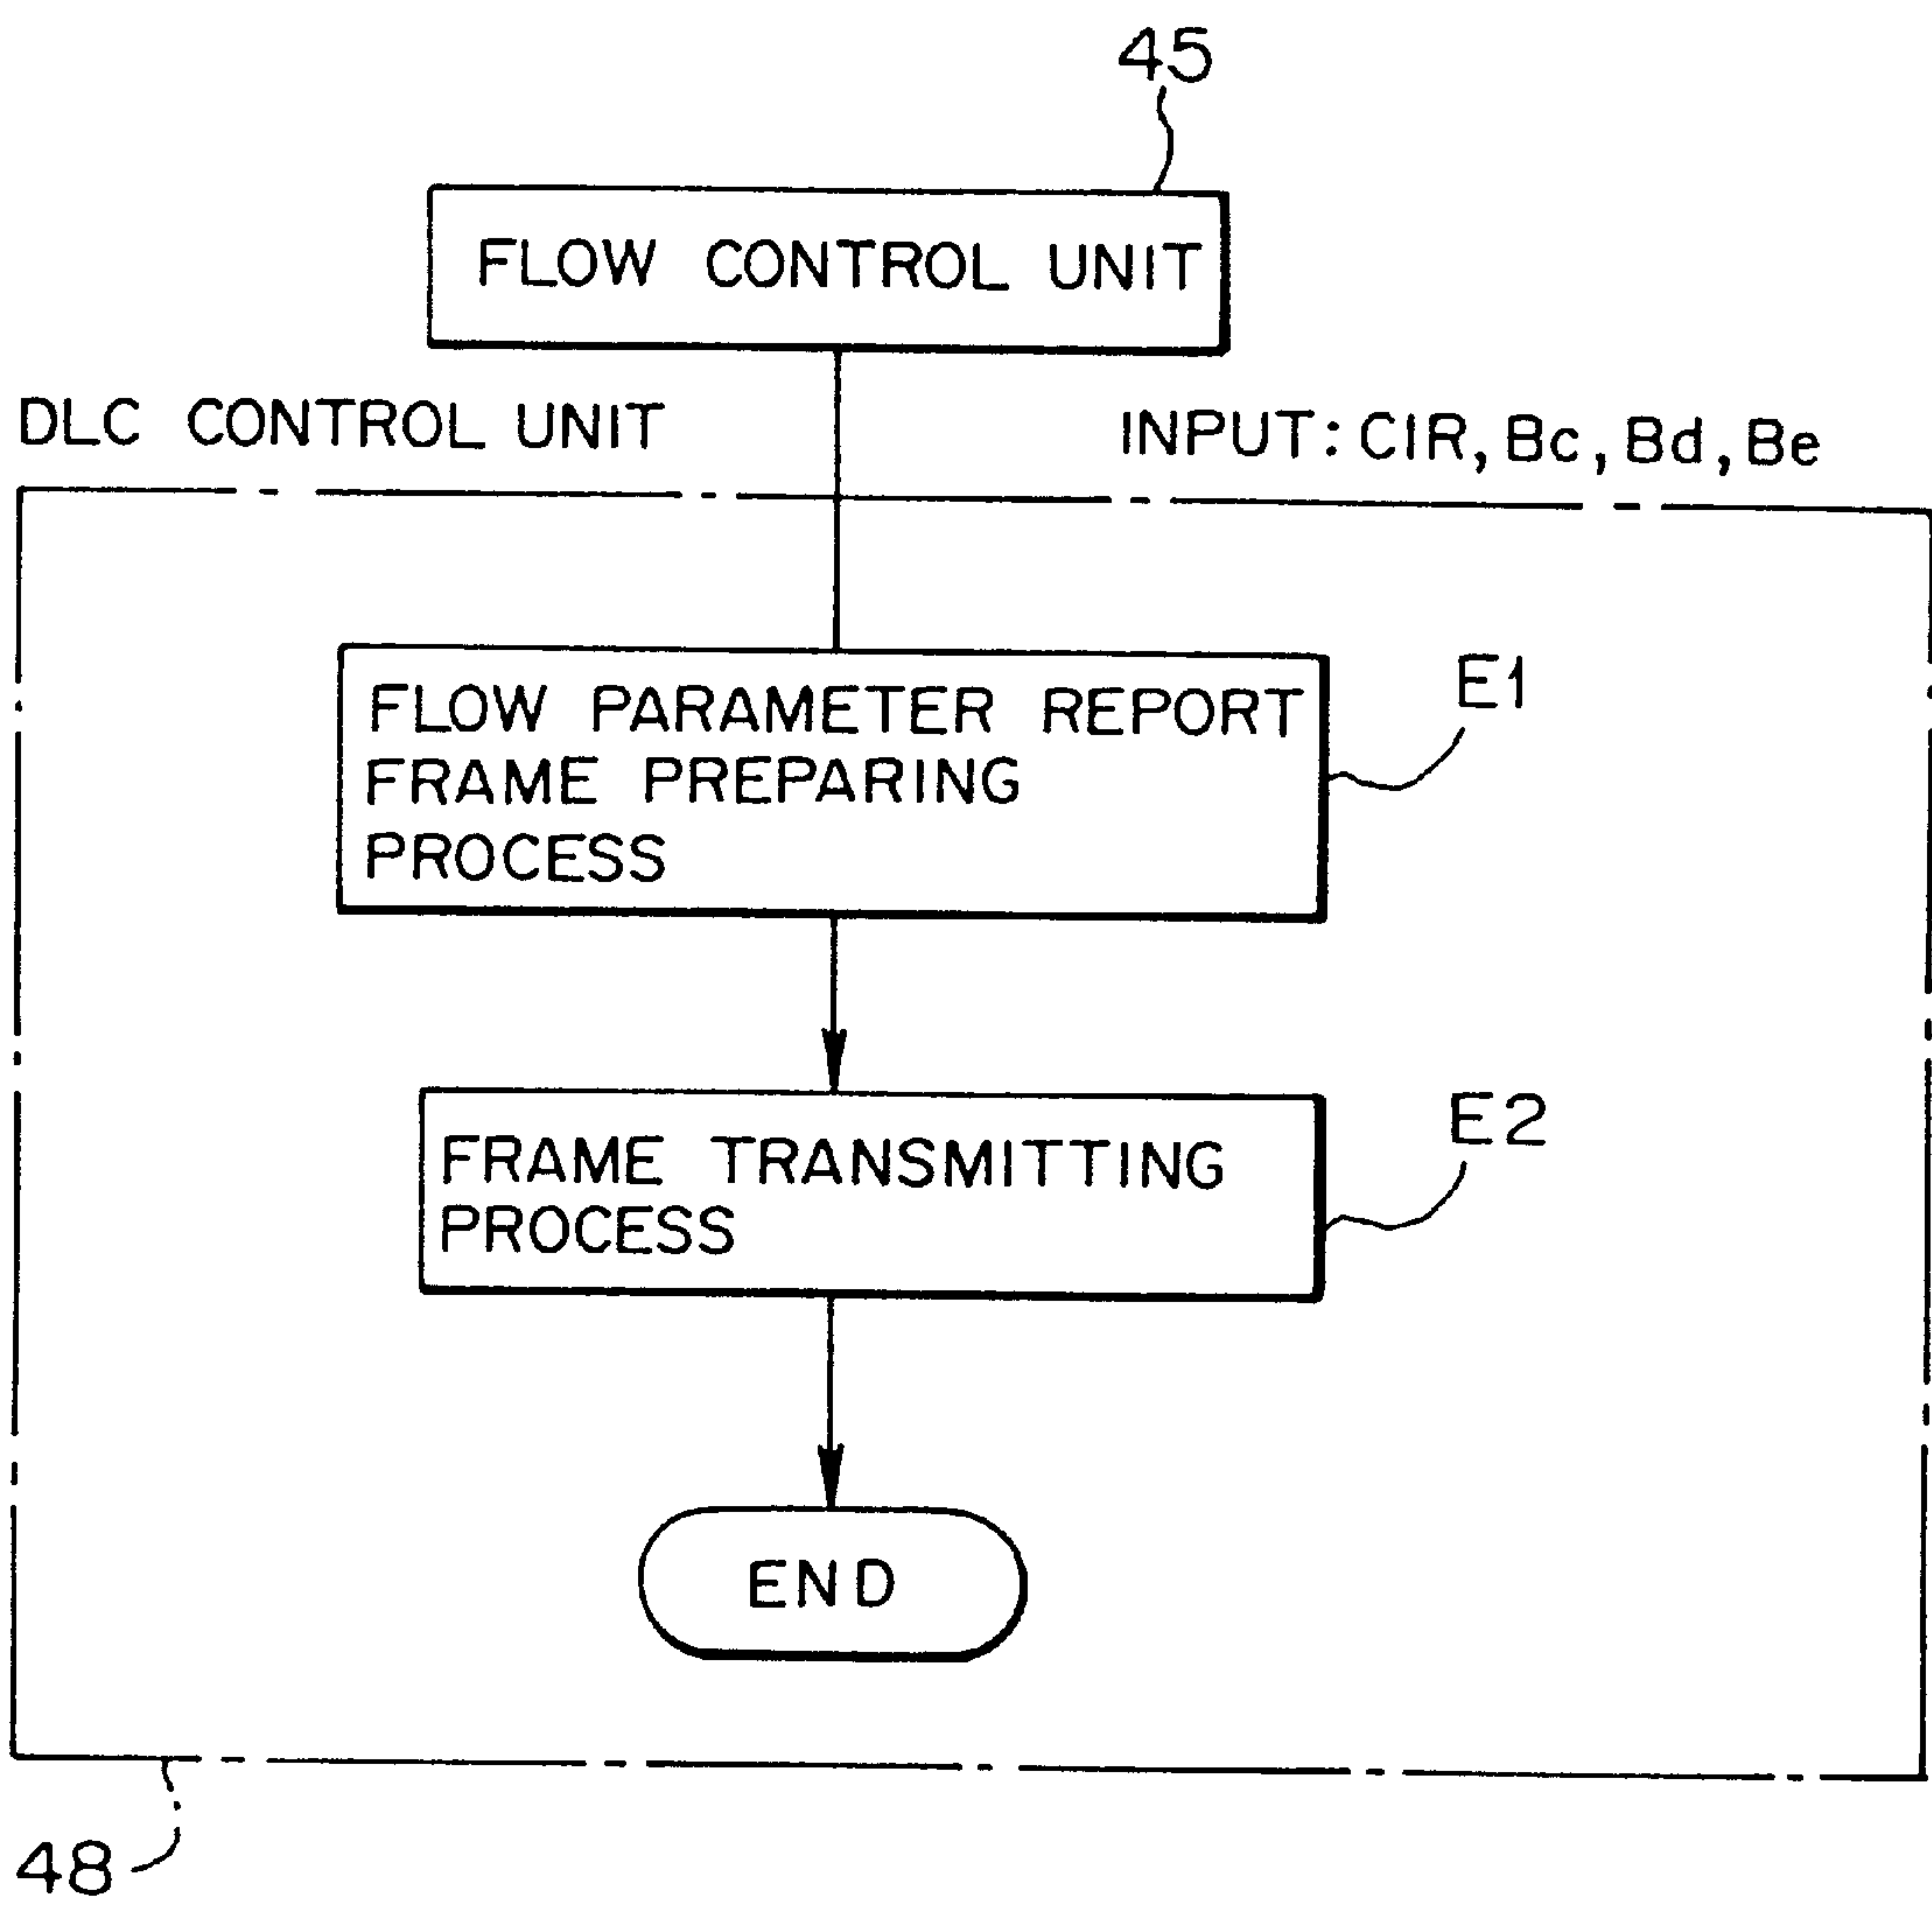 45
FLOW CONTROL UNIT
DLC CONTROL UNIT
INPUT: CIR, Bc, Bd, Be
FLOW PARAMETER REPORT
FRAME PREPARING
PROCESS
E1
FRAME TRANSMITTING
PROCESS
E2
END
48